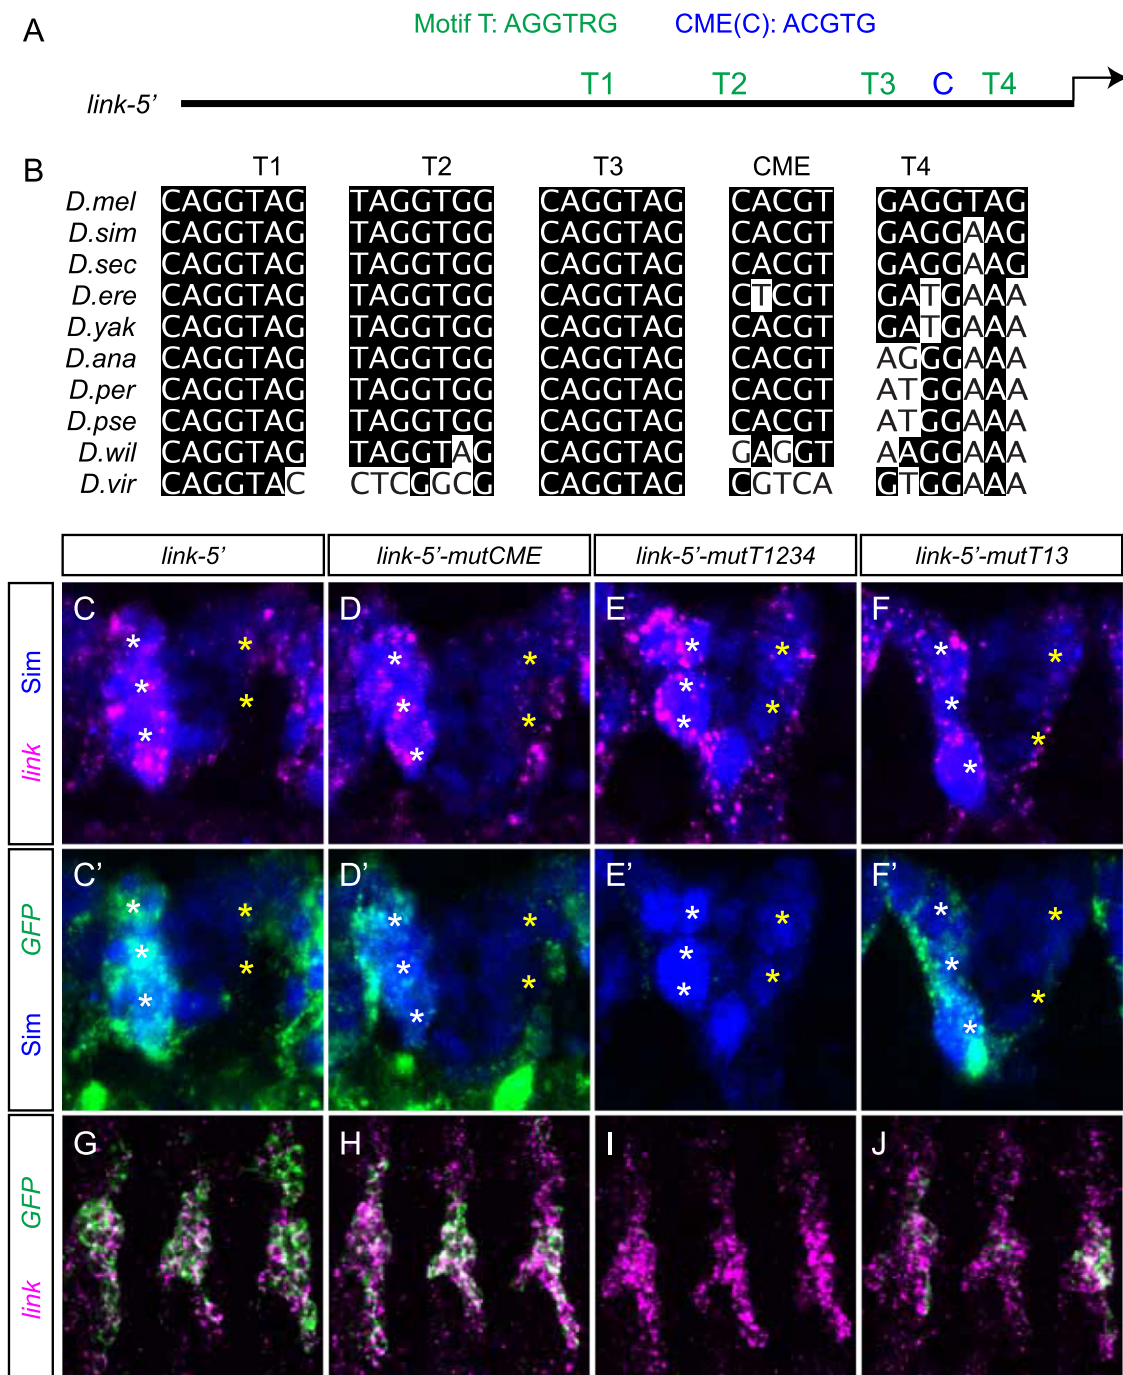 A
Motif T: AGGTRG CME(C): ACGTG
T1 T2 T3 C T4
link-5'
B
T1 T2 T3 CME T4
D.mel CAGGTAG TAGGTGG CAGGTAG CACGT GAGGTAG
D.sim CAGGTAG TAGGTGG CAGGTAG CACGT GAGGAAG
D.sec CAGGTAG TAGGTGG CAGGTAG CACGT GAGGAAG
D.ere CAGGTAG TAGGTGG CAGGTAG CTCGT GATGAAA
D.yak CAGGTAG TAGGTGG CAGGTAG CACGT GATGAAA
D.ana CAGGTAG TAGGTGG CAGGTAG CACGT AGGGAAA
D.per CAGGTAG TAGGTGG CAGGTAG CACGT ATGGAAA
D.pse CAGGTAG TAGGTGG CAGGTAG CACGT ATGGAAA
D.wil CAGGTAG TAGGTAG CAGGTAG GAGGT AAGGAAA
D.vir CAGGTAC CTCGGCG CAGGTAG CGTCA GTGGAAA
link-5' link-5'-mutCME link-5'-mutT1234 link-5'-mutT13
link Sim
C * * * * *
D * * * * *
E * * * * *
F * * * * *
Sim GFP
C' * * * * *
D' * * * * *
E' * * * * *
F' * * * * *
link GFP
G H I J